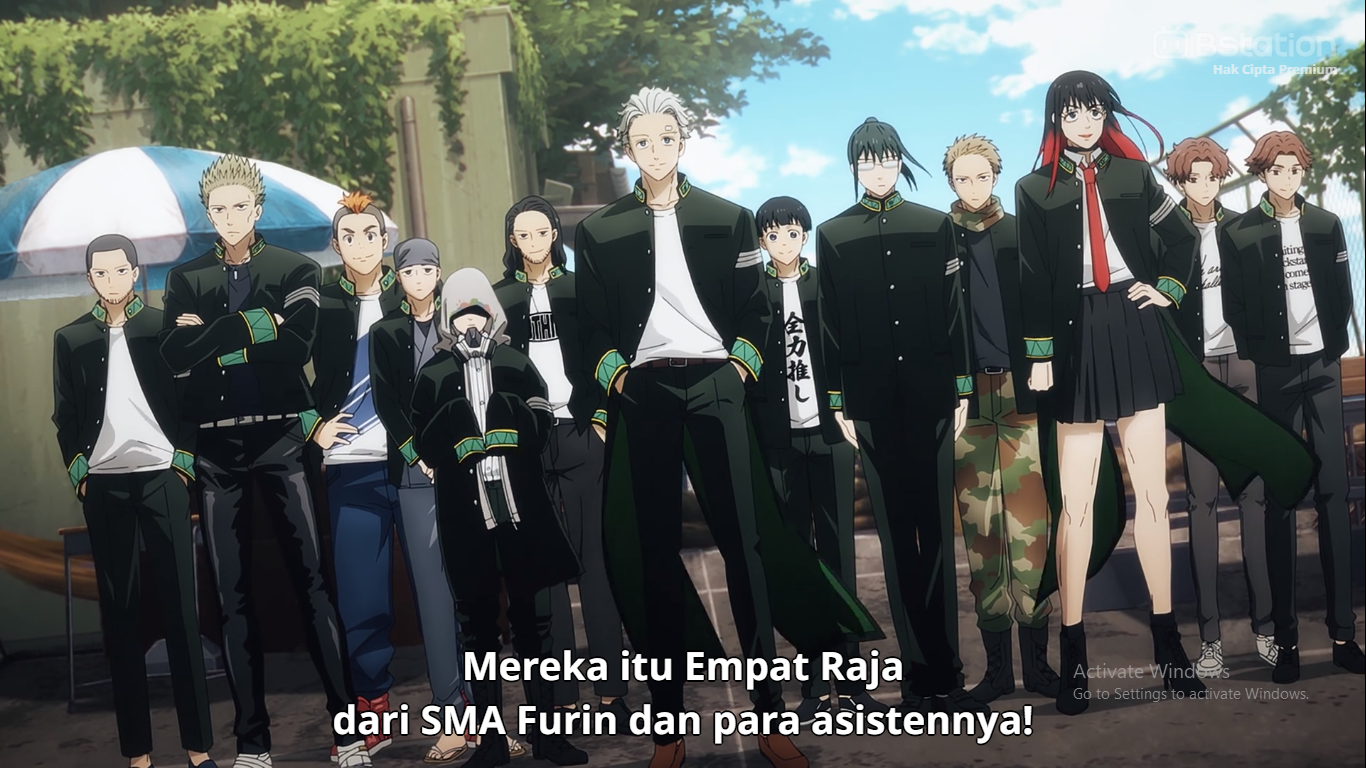 Bstation
Hak Cipta Premium
全力推し
Mereka itu Empat Raja
dari SMA Furin dan para asistennya!
Activate Windows
Go to Settings to activate Windows.